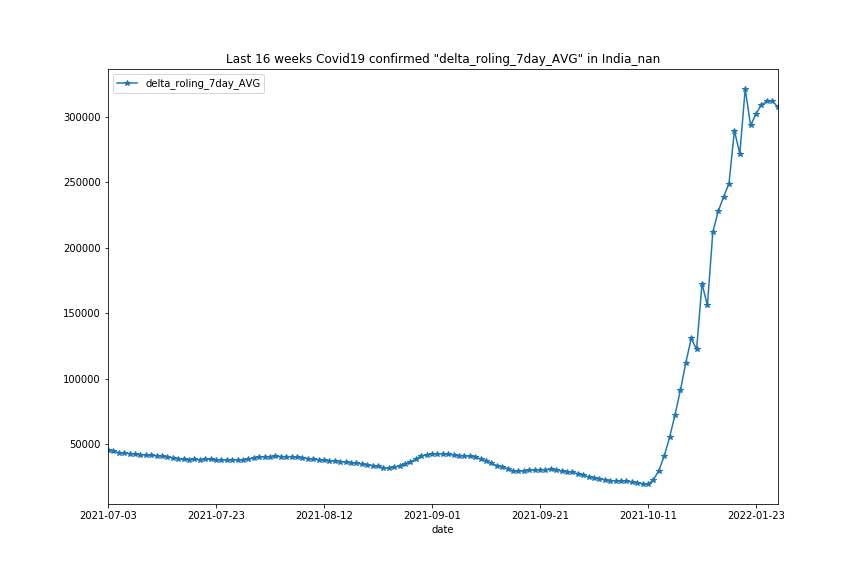 Last 16 weeks Covid19 confirmed "delta_roling_7day_AVG" in India_nan
delta_roling_7day_AVG
300000
250000
200000
150000
100000
50000
2021-07-03 2021-07-23 2021-08-12 2021-09-01 2021-09-21 2021-10-11 2022-01-23
date